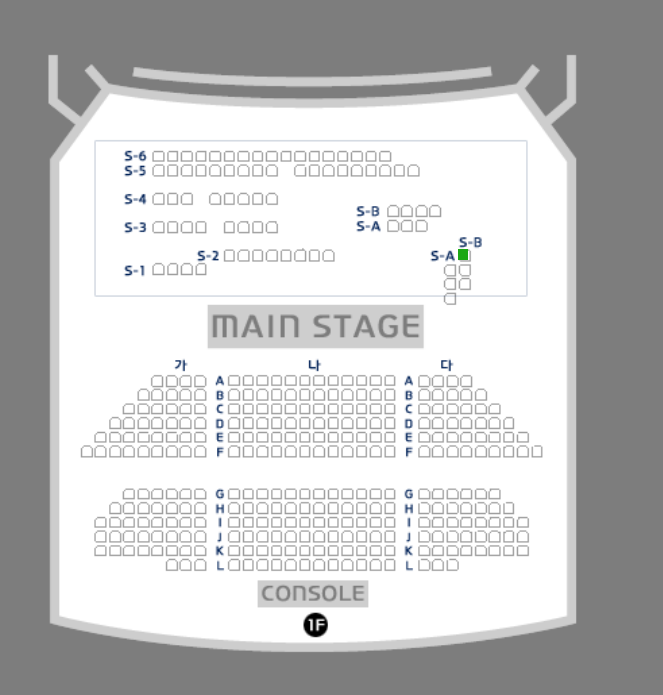 S-6
S-5
S-4
S-B
S-3
S-A
S-B
S-2
S-A
S-1
MAIN STAGE
가 나 다
A A
B B
C C
D D
E E
F F
G G
H H
I I
J J
K K
L L
CONSOLE
1F